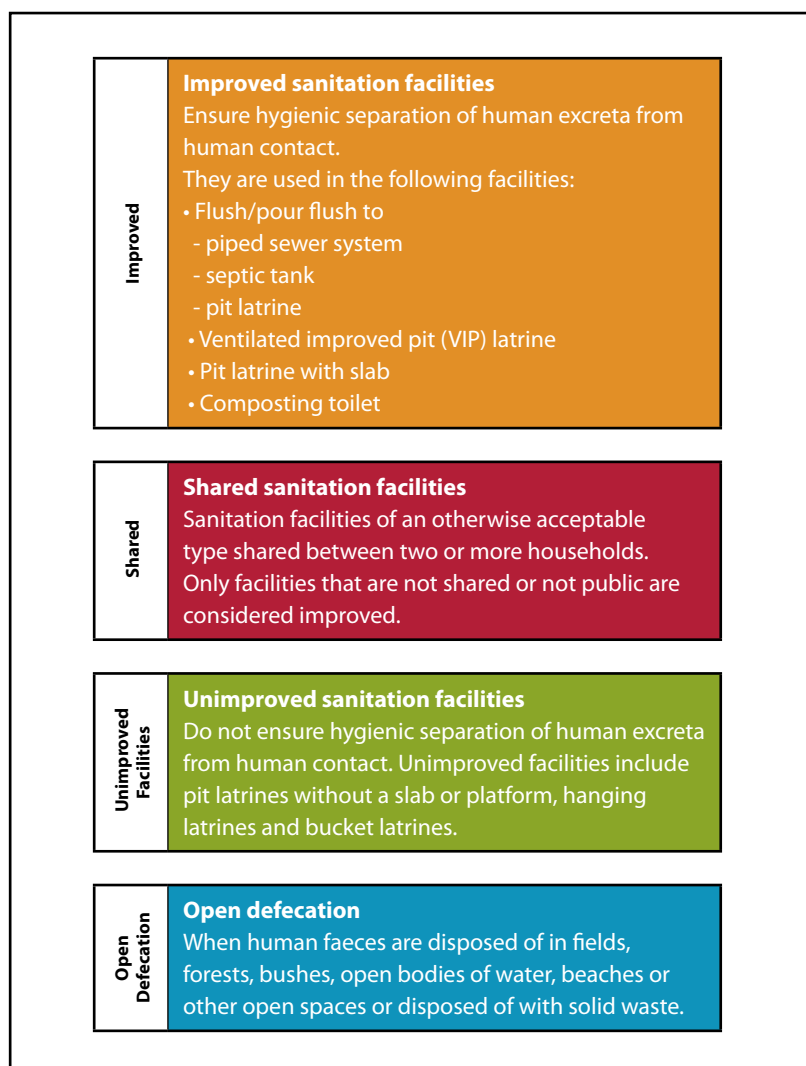 Improved
Improved sanitation facilities
Ensure hygienic separation of human excreta from
human contact.
They are used in the following facilities:
• Flush/pour flush to
- piped sewer system
- septic tank
- pit latrine
• Ventilated improved pit (VIP) latrine
• Pit latrine with slab
• Composting toilet
Shared
Shared sanitation facilities
Sanitation facilities of an otherwise acceptable
type shared between two or more households.
Only facilities that are not shared or not public are
considered improved.
Unimproved
Facilities
Unimproved sanitation facilities
Do not ensure hygienic separation of human excreta
from human contact. Unimproved facilities include
pit latrines without a slab or platform, hanging
latrines and bucket latrines.
Open
Defecation
Open defecation
When human faeces are disposed of in fields,
forests, bushes, open bodies of water, beaches or
other open spaces or disposed of with solid waste.